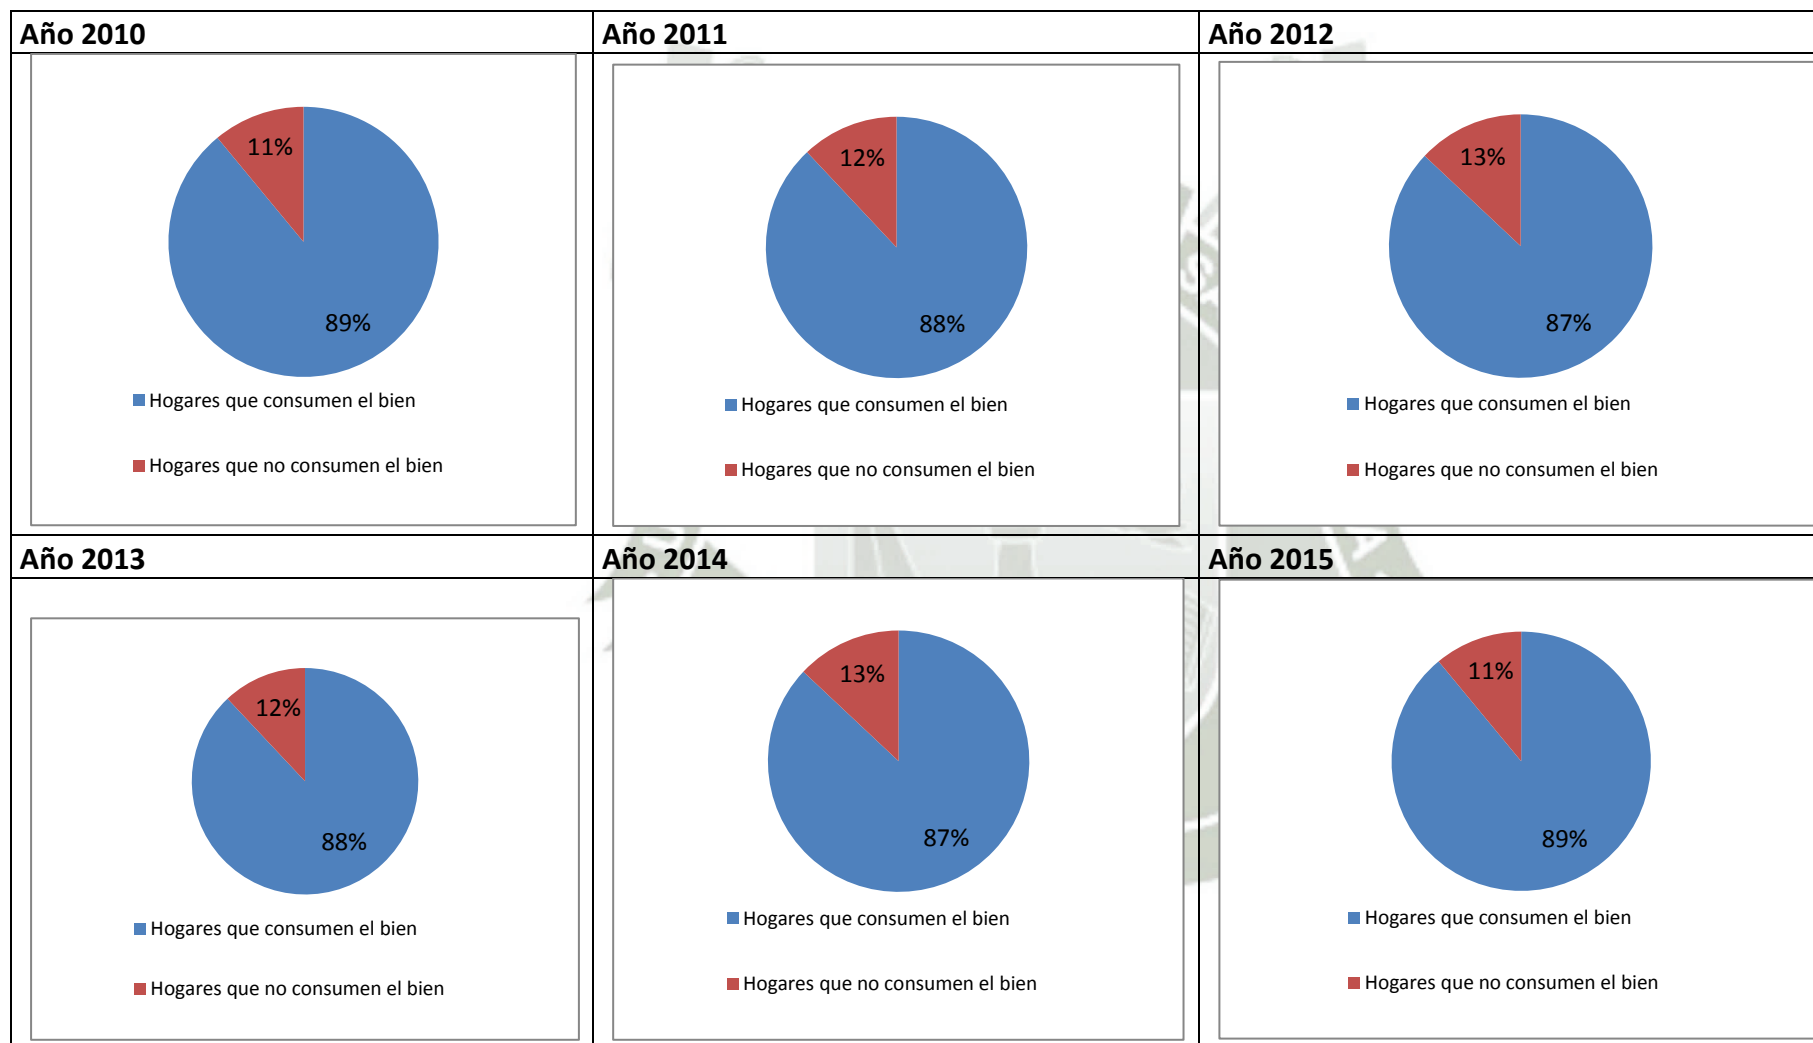 Año 2010
11%
89%
Hogares que consumen el bien
Hogares que no consumen el bien
Año 2011
12%
88%
Hogares que consumen el bien
Hogares que no consumen el bien
Año 2012
13%
87%
Hogares que consumen el bien
Hogares que no consumen el bien
Año 2013
12%
88%
Hogares que consumen el bien
Hogares que no consumen el bien
Año 2014
13%
87%
Hogares que consumen el bien
Hogares que no consumen el bien
Año 2015
11%
89%
Hogares que consumen el bien
Hogares que no consumen el bien